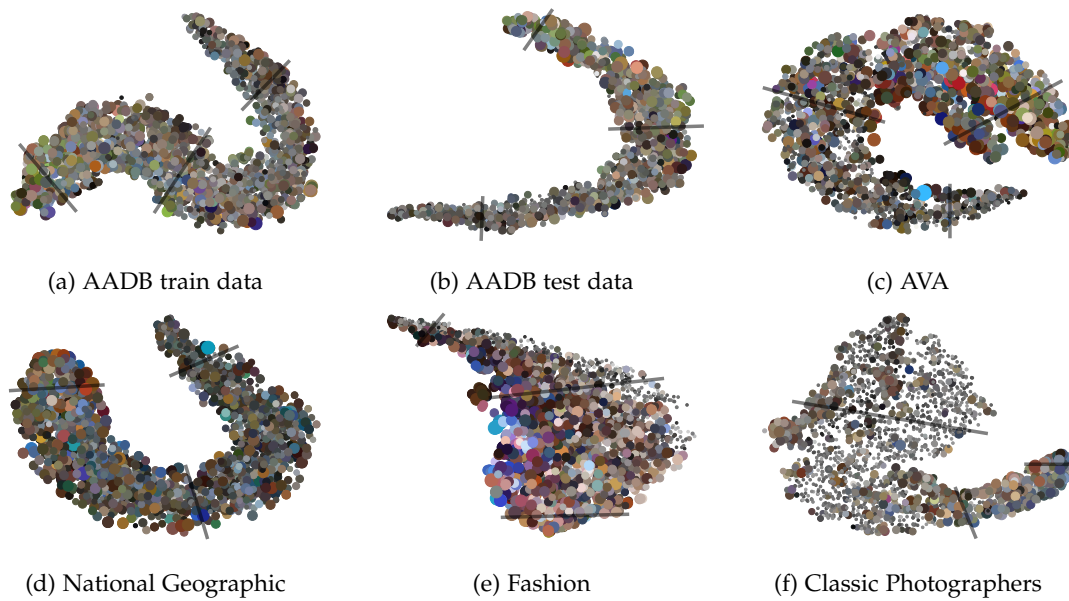 (a) AADB train data
(b) AADB test data
(c) AVA
(d) National Geographic
(e) Fashion
(f) Classic Photographers